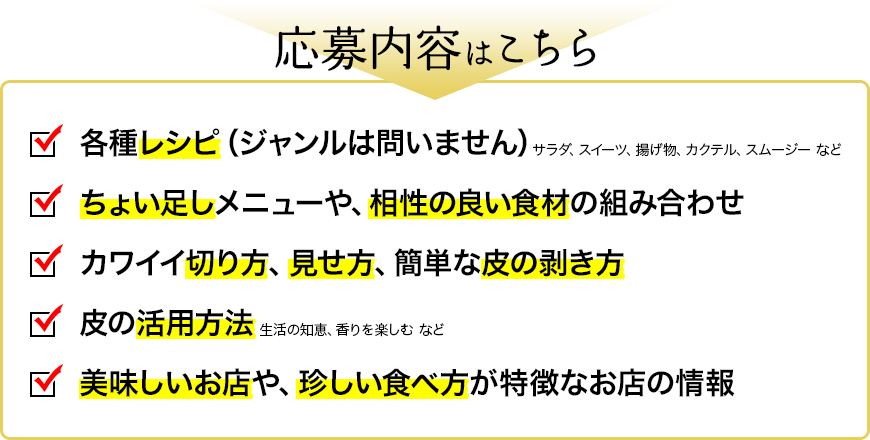 応募内容はこちら
各種レシピ（ジャンルは問いません）サラダ、スイーツ、揚げ物、カクテル、スムージー など
ちょい足しメニューや、相性の良い食材の組み合わせ
カワイイ切り方、見せ方、簡単な皮の剥き方
皮の活用方法 生活の知恵、香りを楽しむ など
美味しいお店や、珍しい食べ方が特徴なお店の情報